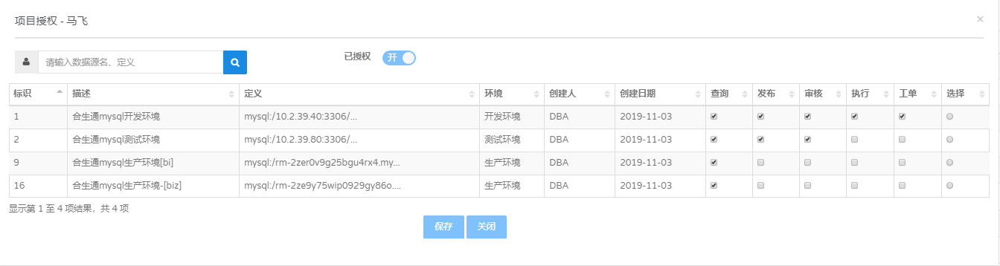 项目授权 - 马飞
×
请输入数据源名、定义 已授权 开
标识 描述 定义 环境 创建人 创建日期 查询 发布 审核 执行 工单 选择
1 合生通mysql开发环境 mysql:/10.2.39.40:3306/... 开发环境 DBA 2019-11-03
2 合生通mysql测试环境 mysql:/10.2.39.80:3306/... 测试环境 DBA 2019-11-03
9 合生通mysql生产环境[bi] mysql:/rm-2zer0v9g25bgu4rx4.my... 生产环境 DBA 2019-11-03
16 合生通mysql生产环境-[biz] mysql:/rm-2ze9y75wip0929gy86o.... 生产环境 DBA 2019-11-03
显示第 1 至 4 项结果，共 4 项
保存 关闭